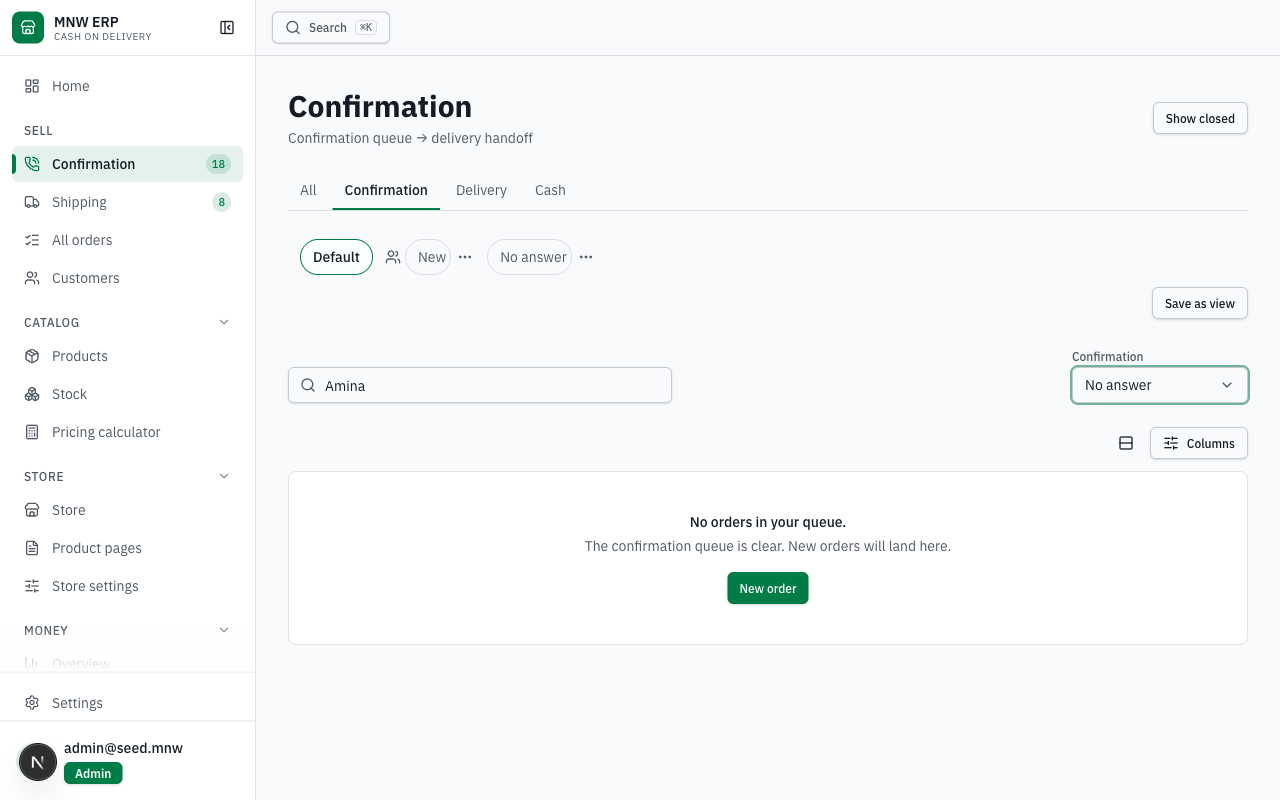 MNW ERP
CASH ON DELIVERY
Search ⌘K
Home
SELL
Confirmation 18
Shipping 8
All orders
Customers
CATALOG
Products
Stock
Pricing calculator
STORE
Store
Product pages
Store settings
MONEY
Overview
Settings
N
admin@seed.mnw
Admin
Confirmation
Confirmation queue → delivery handoff
Show closed
All Confirmation Delivery Cash
Default New ••• No answer •••
Save as view
Confirmation
Amina
No answer
Columns
No orders in your queue.
The confirmation queue is clear. New orders will land here.
New order